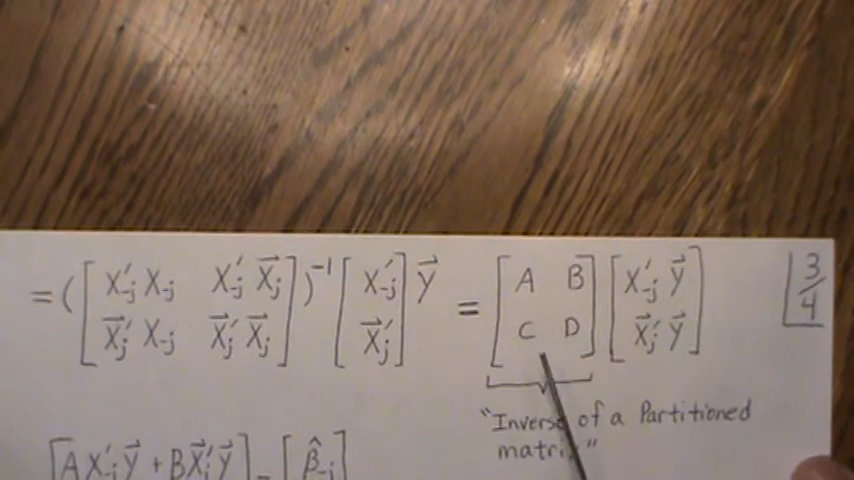 = ( [ X′₋ⱼ X₋ⱼ X′₋ⱼ X⃗ⱼ ; X⃗ⱼ′ X₋ⱼ X⃗ⱼ′ X⃗ⱼ ] )⁻¹ [ X′₋ⱼ ; X⃗ⱼ′ ] Y⃗ = [ A B ; C D ] [ X′₋ⱼ Y⃗ ; X⃗ⱼ′ Y⃗ ]
3/4
"Inverse of a Partitioned
matrix"
[ A X′₋ⱼ Y⃗ + B X⃗ⱼ′ Y⃗ ] = [ β̂₋ⱼ ]